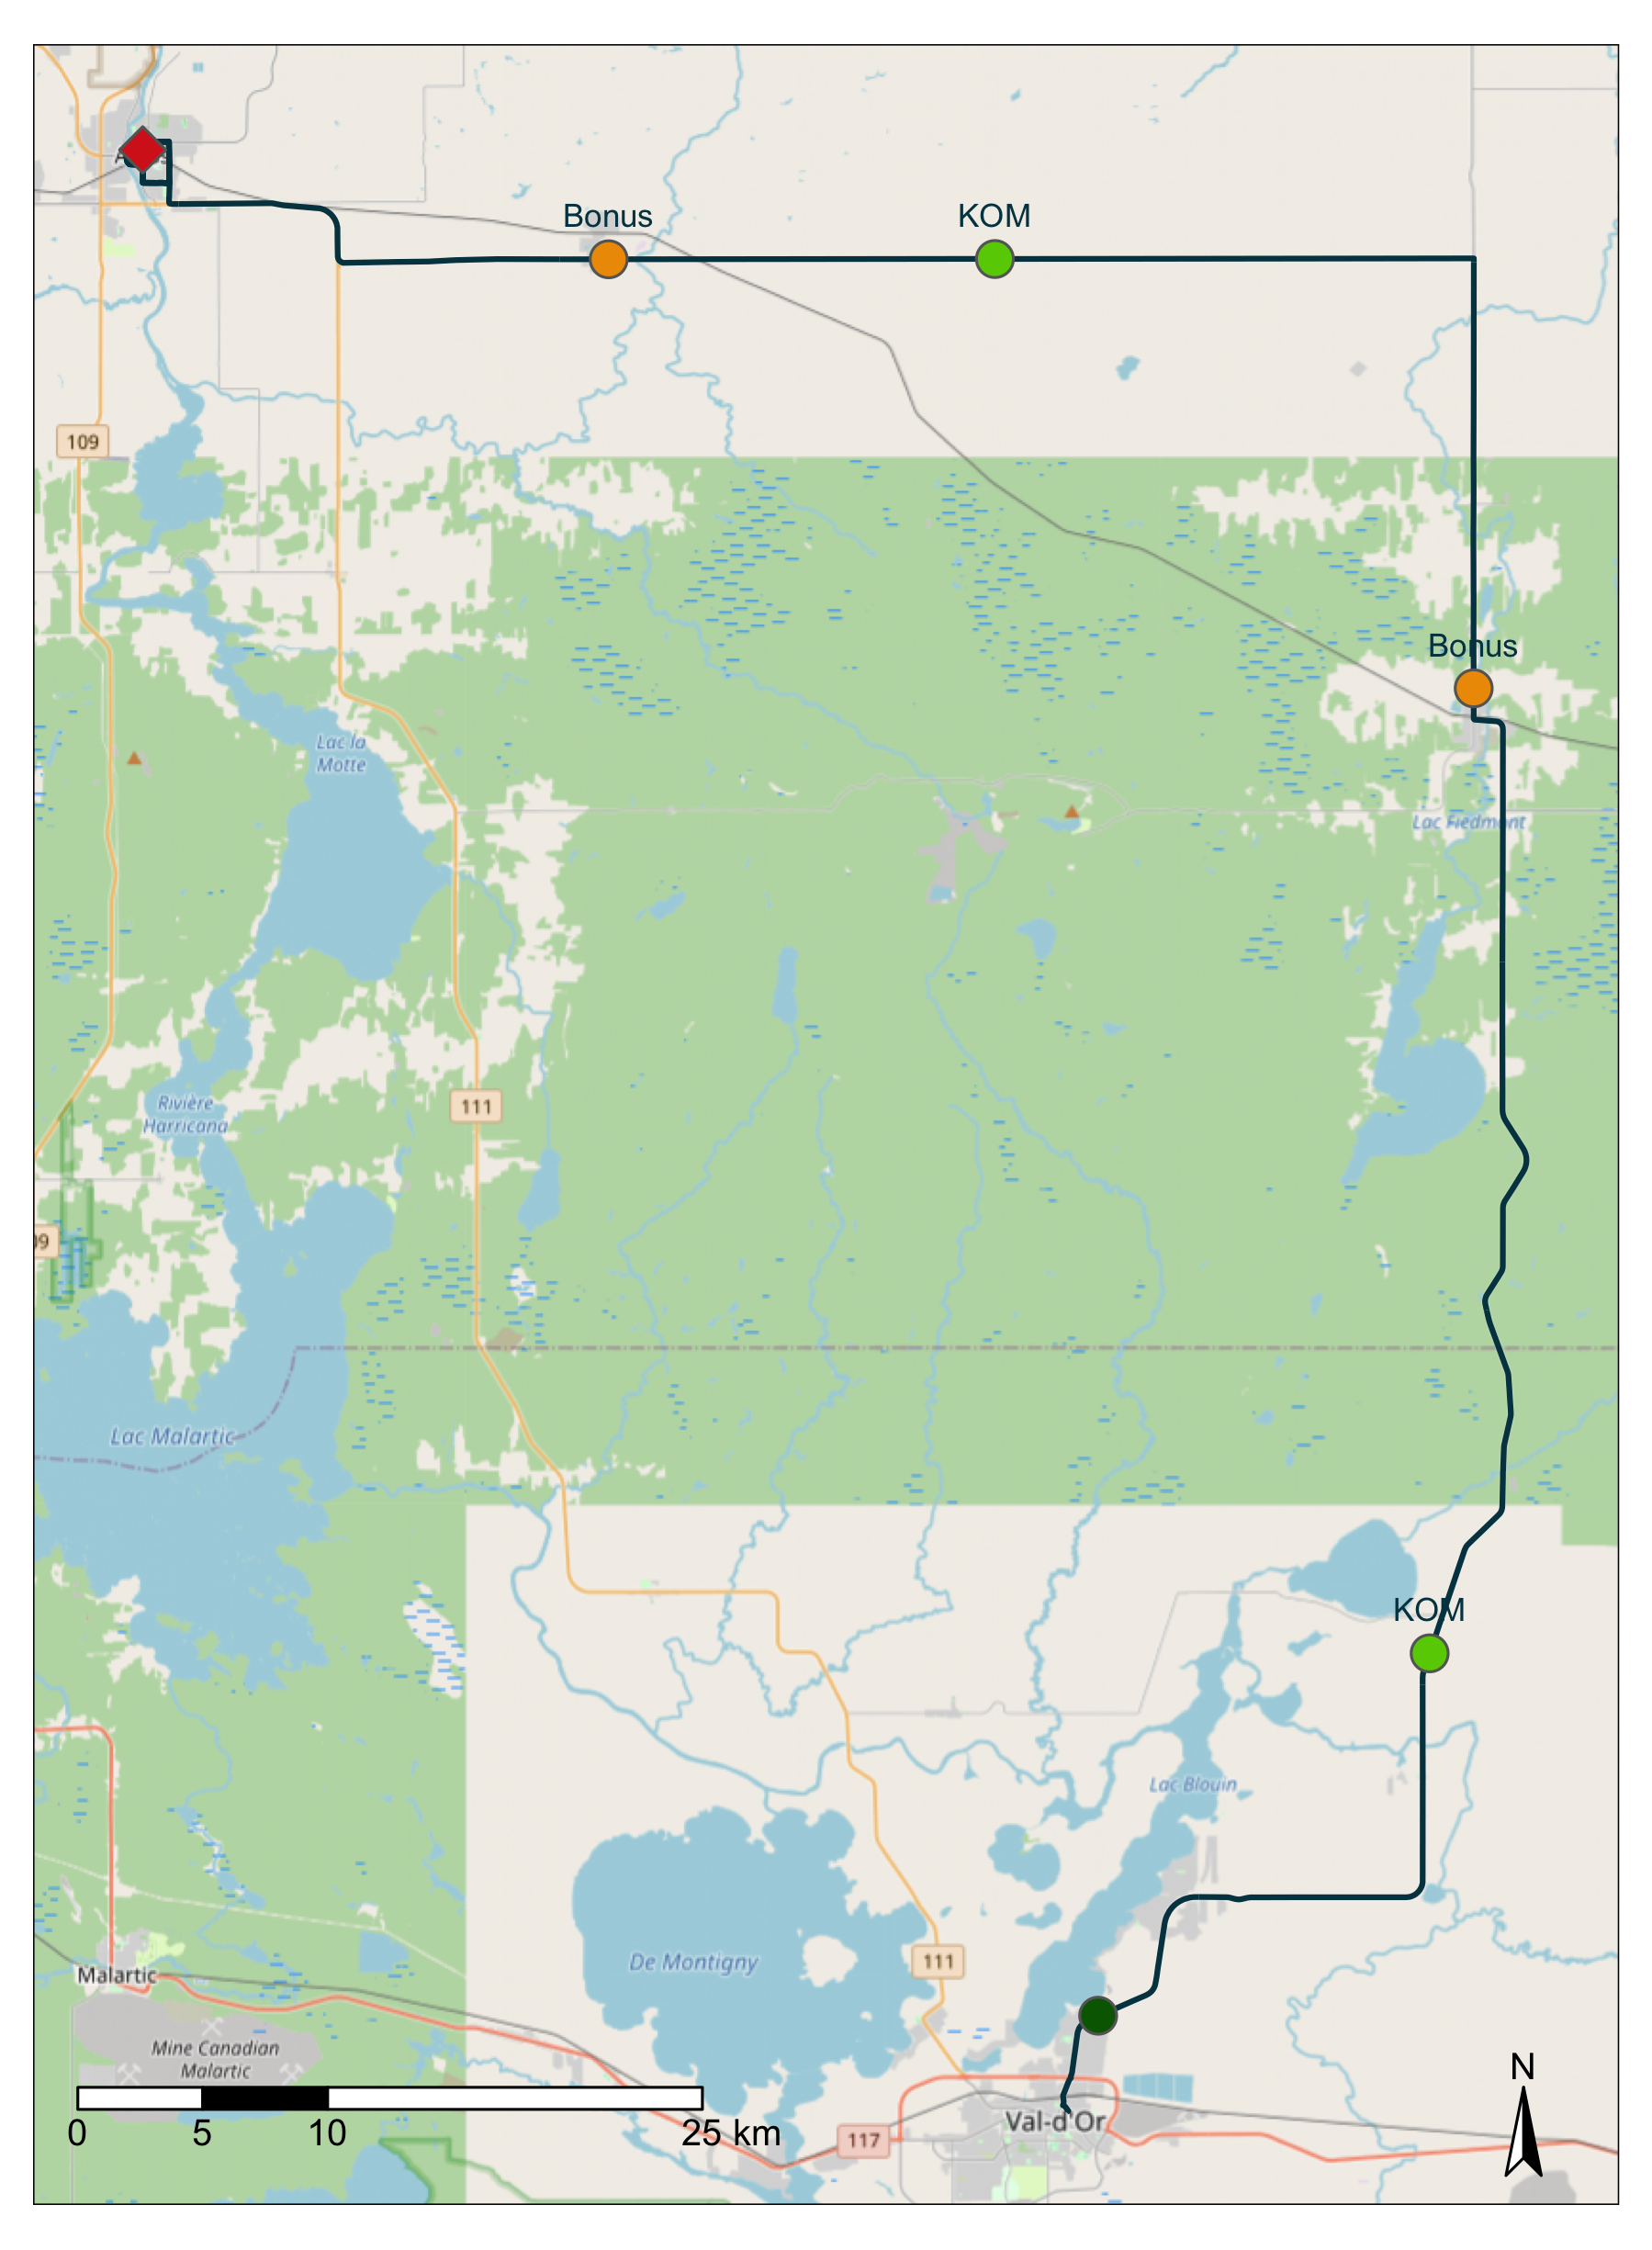 Bonus
KOM
109
Bonus
Lac la
Motte
Lac Fiedmont
Rivière
Harricana
111
Lac Malartic
KOM
Lac Blouin
De Montigny
111
Malartic
Mine Canadian
Malartic
0 5 10 25 km
117
Val-d'Or
N